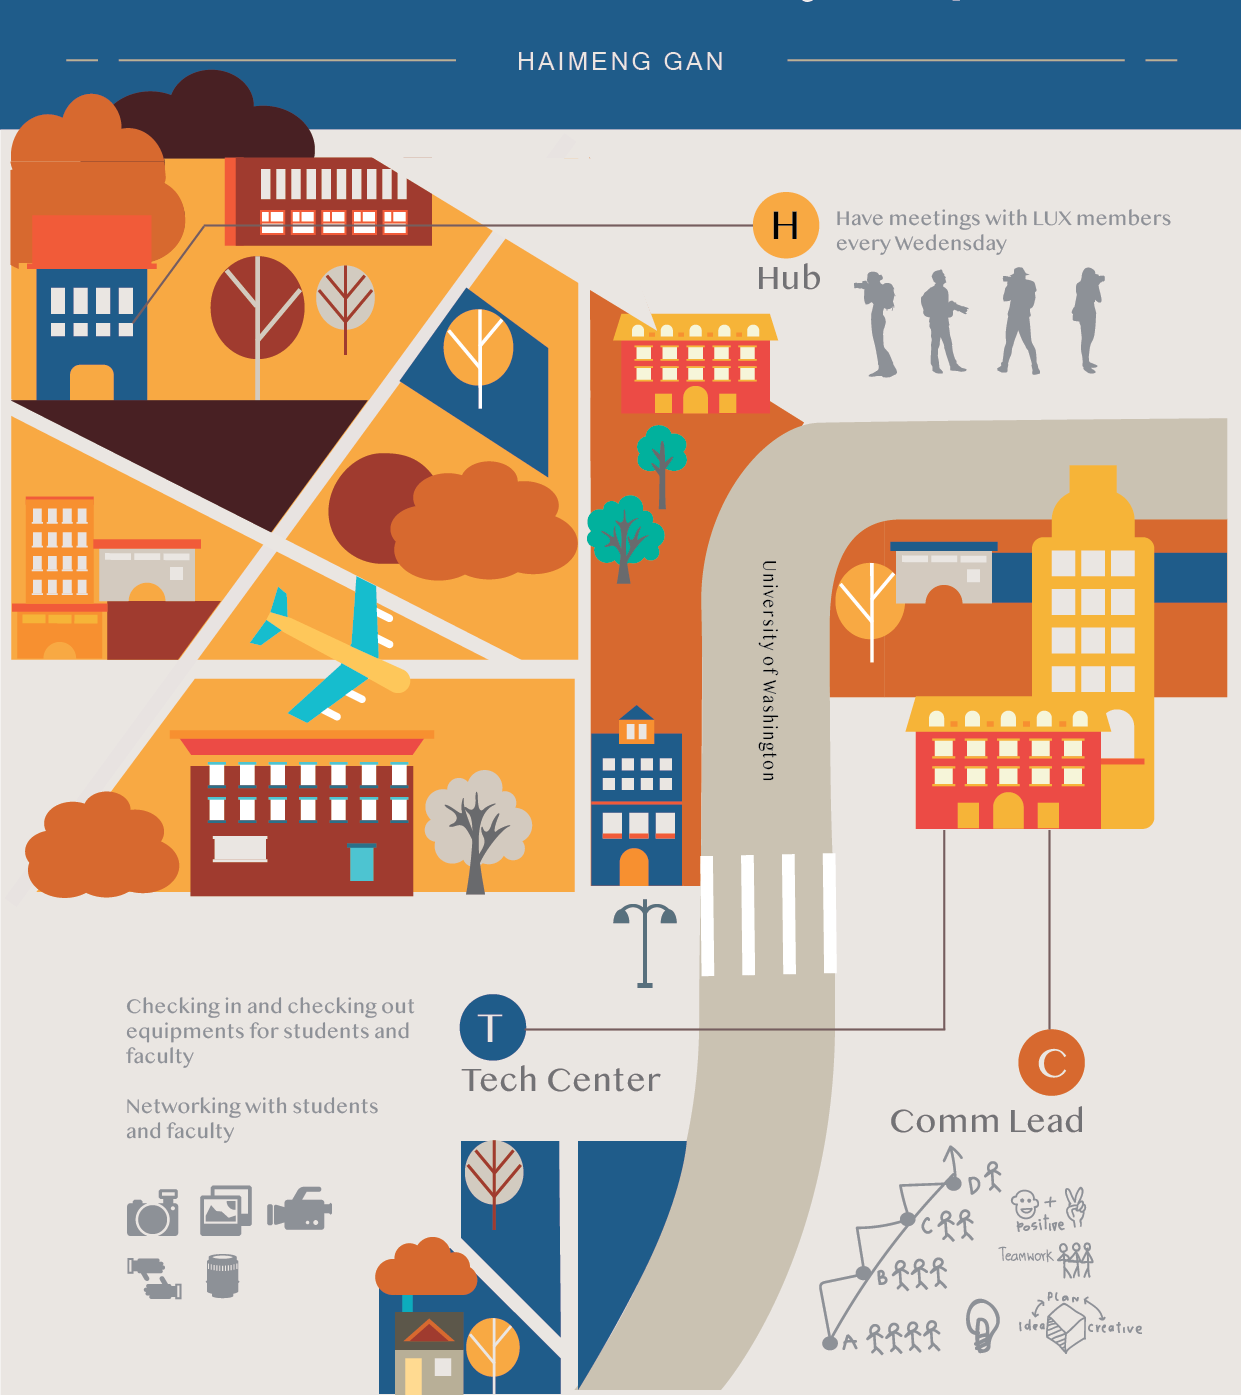 HAIMENG GAN
H
Have meetings with LUX members
every Wedensday
Hub
University of Washington
Checking in and checking out
equipments for students and
faculty
T
Tech Center
Networking with students
and faculty
C
Comm Lead
D
C
B
A
+
Positive
Teamwork
Plan
Idea
Creative